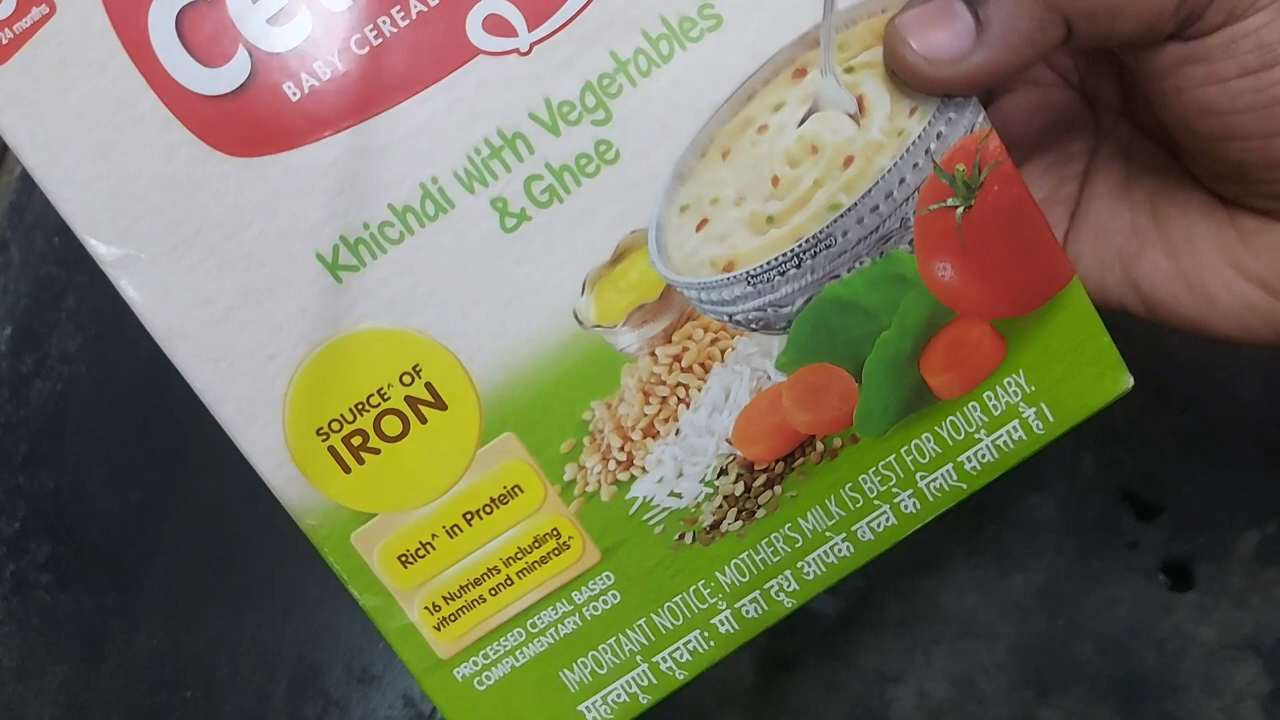 24 months
BABY CEREAL
Khichdi with Vegetables
& Ghee
Suggested Serving
SOURCE^ OF
IRON
Rich^ in Protein
16 Nutrients including
vitamins and minerals^
PROCESSED CEREAL BASED
COMPLEMENTARY FOOD
IMPORTANT NOTICE: MOTHER'S MILK IS BEST FOR YOUR BABY.
महत्वपूर्ण सूचना: माँ का दूध आपके बच्चे के लिए सर्वोत्तम है।